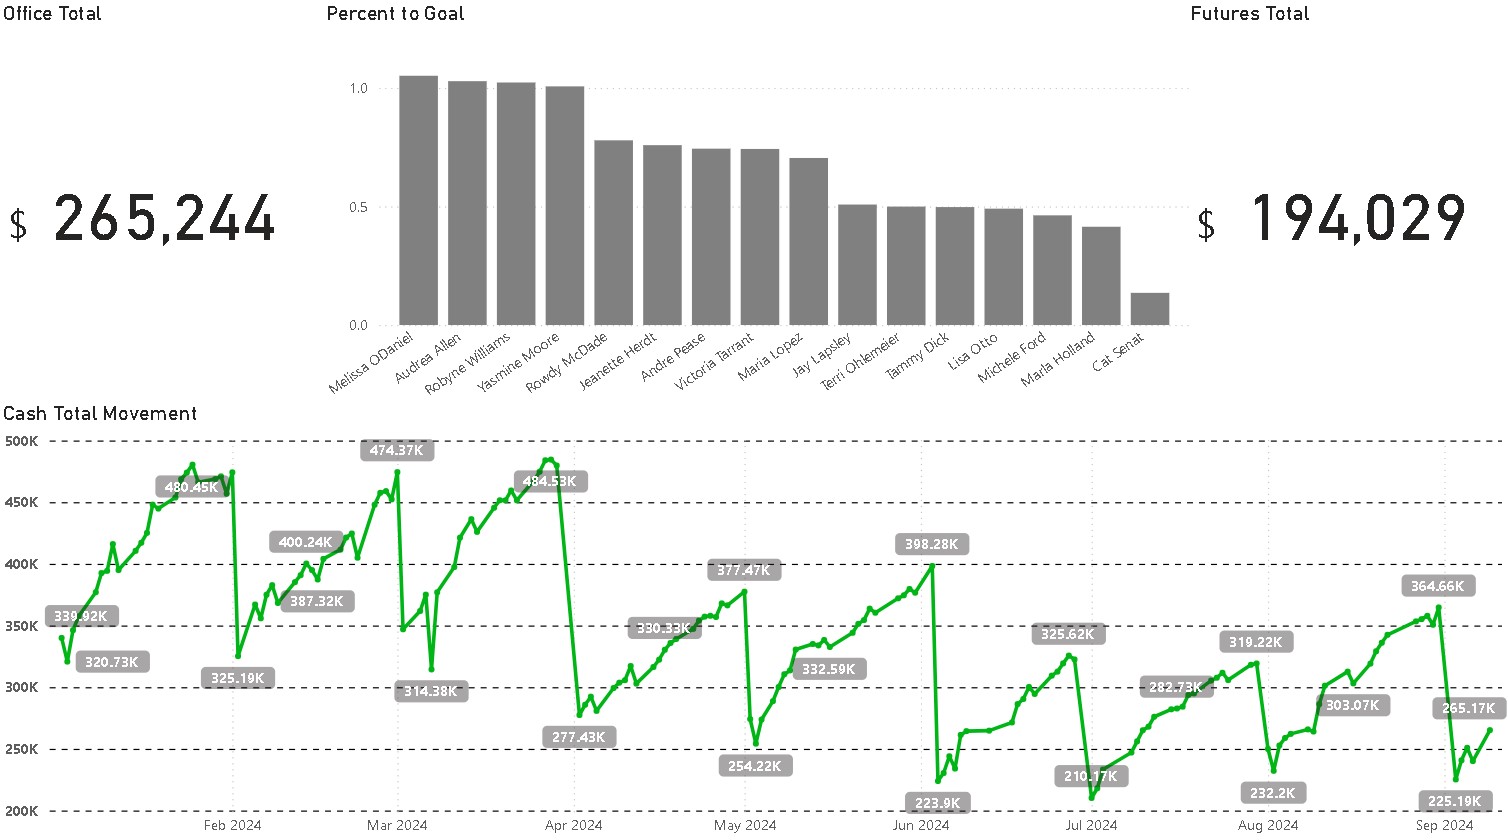 Office Total
Percent to Goal
Futures Total
1.0
0.5
0.0
$ 265,244
$ 194,029
Melissa ODaniel
Audrea Allen
Robyne Williams
Yasmine Moore
Rowdy McDade
Jeanette Herdt
Andre Pease
Victoria Tarrant
Maria Lopez
Jay Lapsley
Terri Ohlemeier
Tammy Dick
Lisa Otto
Michele Ford
Marla Holland
Cat Senat
Cash Total Movement
500K
450K
400K
350K
300K
250K
200K
339.92K
320.73K
480.45K
325.19K
400.24K
387.32K
474.37K
314.38K
484.53K
277.43K
330.33K
377.47K
254.22K
332.59K
398.28K
223.9K
325.62K
210.17K
282.73K
319.22K
232.2K
303.07K
364.66K
265.17K
225.19K
Feb 2024
Mar 2024
Apr 2024
May 2024
Jun 2024
Jul 2024
Aug 2024
Sep 2024